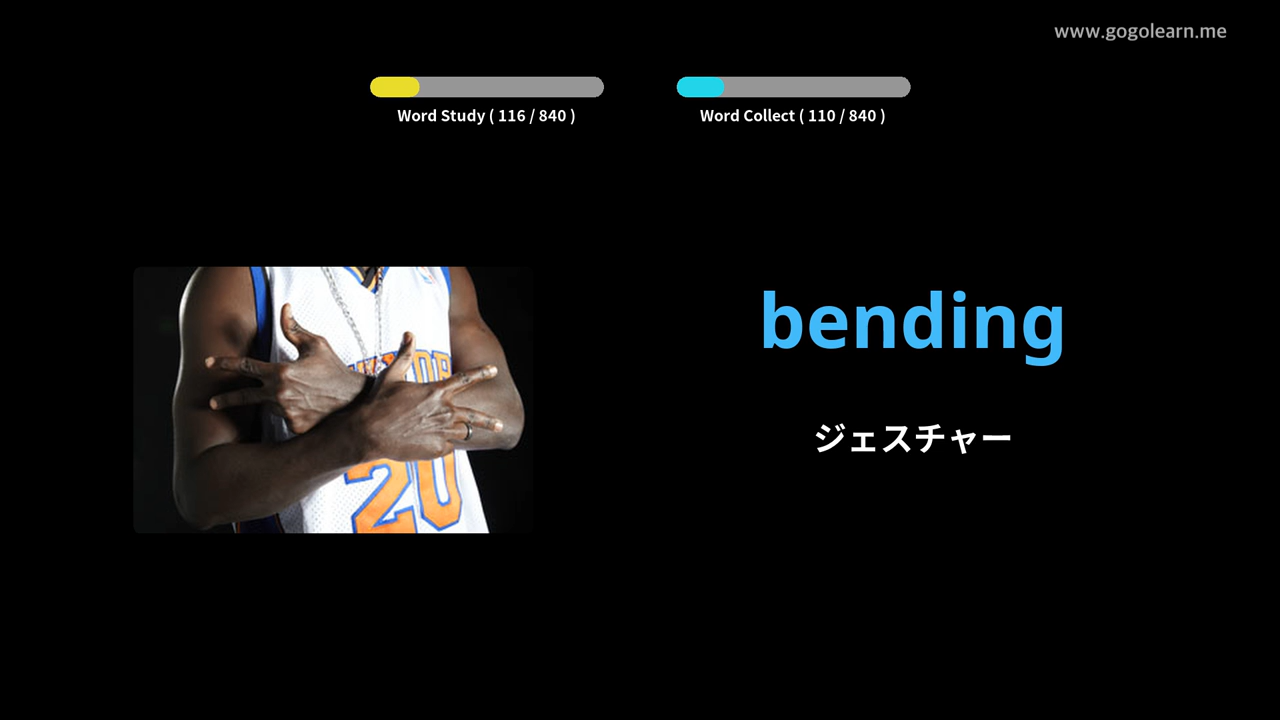 www.gogolearn.me
Word Study ( 116 / 840 )
Word Collect ( 110 / 840 )
bending
ジェスチャー
20